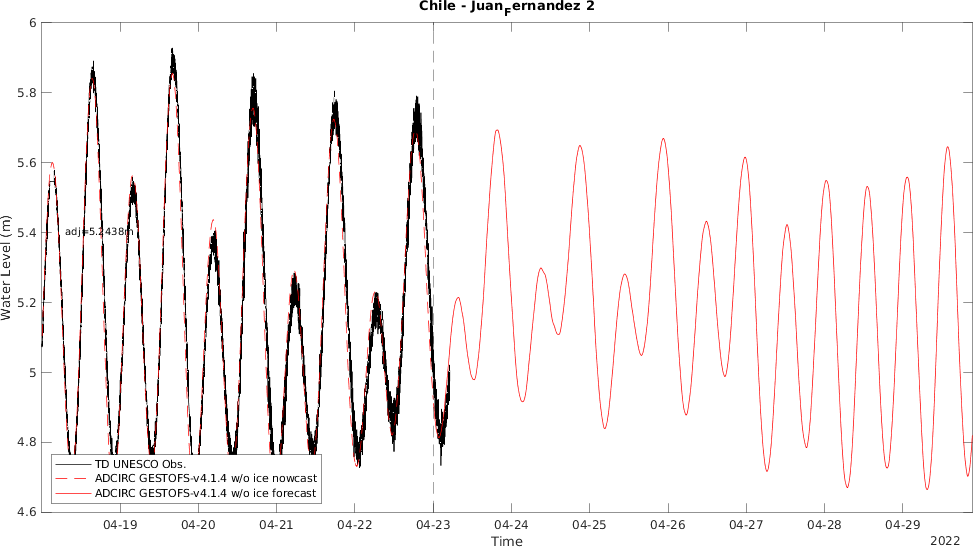 Chile - Juan_Fernandez 2
6
5.8
5.6
5.4
5.2
5
4.8
4.6
Water Level (m)
adj=5.2438m
TD UNESCO Obs.
ADCIRC GESTOFS-v4.1.4 w/o ice nowcast
ADCIRC GESTOFS-v4.1.4 w/o ice forecast
04-19 04-20 04-21 04-22 04-23 04-24 04-25 04-26 04-27 04-28 04-29
Time
2022